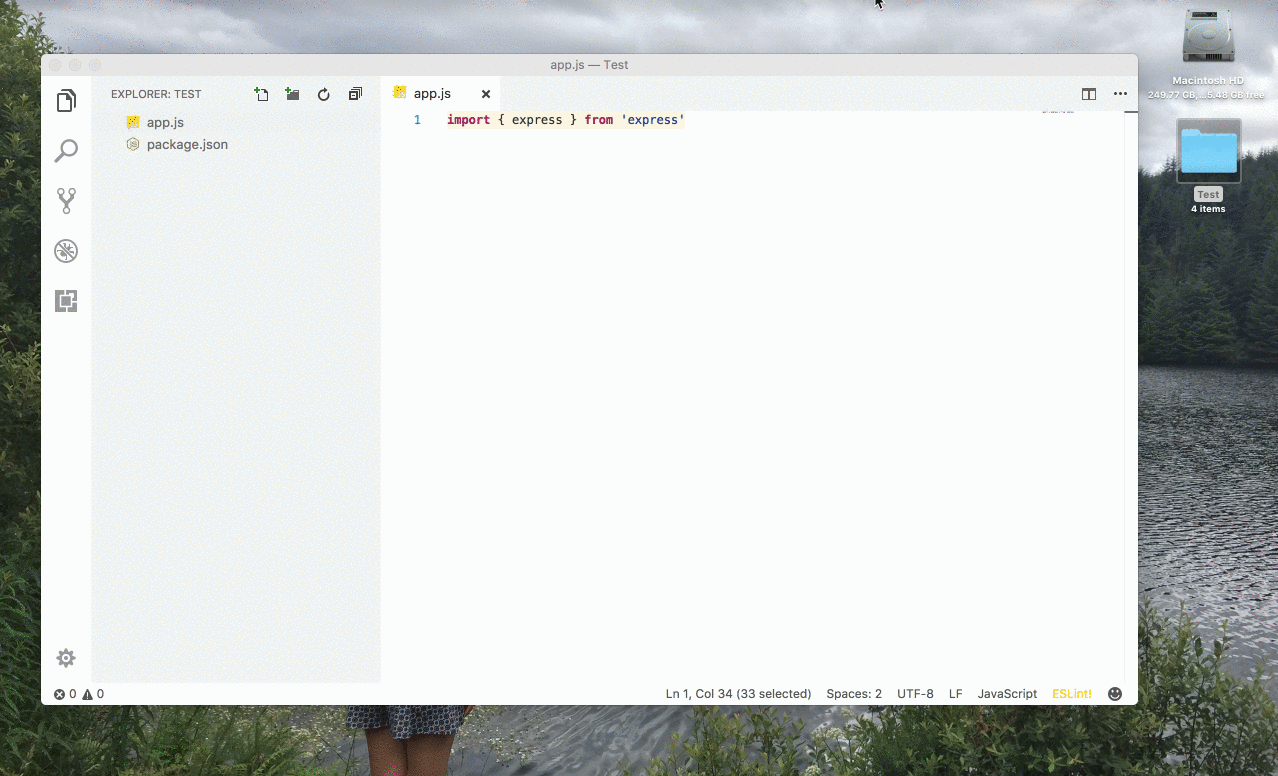 app.js — Test
EXPLORER: TEST
app.js
package.json
app.js
1 import { express } from 'express'
0 0
Ln 1, Col 34 (33 selected) Spaces: 2 UTF-8 LF JavaScript ESLint!
Macintosh HD
249.77 GB,...5.48 GB free
Test
4 items